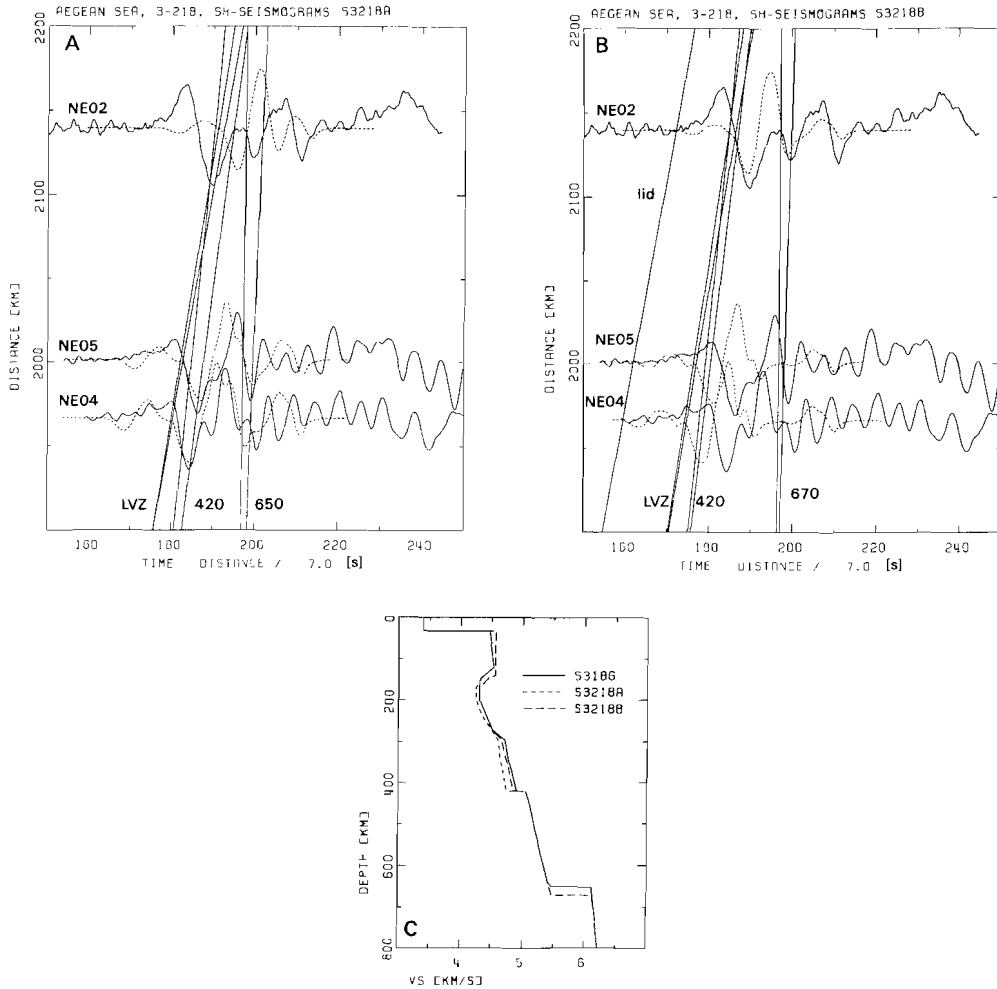 AEGEAN SEA, 3-218, SH-SEISMOGRAMS S3218A
A
2200
2100
2000
DISTANCE [KM]
NE02
NE05
NE04
LVZ
420
650
160 180 200 220 240
TIME DISTANCE / 7.0 [s]
AEGEAN SEA, 3-218, SH-SEISMOGRAMS S3218B
B
2200
2100
2000
DISTANCE [KM]
NE02
lid
NE05
NE04
LVZ
420
670
160 190 200 220 240
TIME DISTANCE / 7.0 [s]
0
200
400
600
800
DEPTH [KM]
S318G
S3218A
S3218B
C
4 5 6
VS [KM/S]